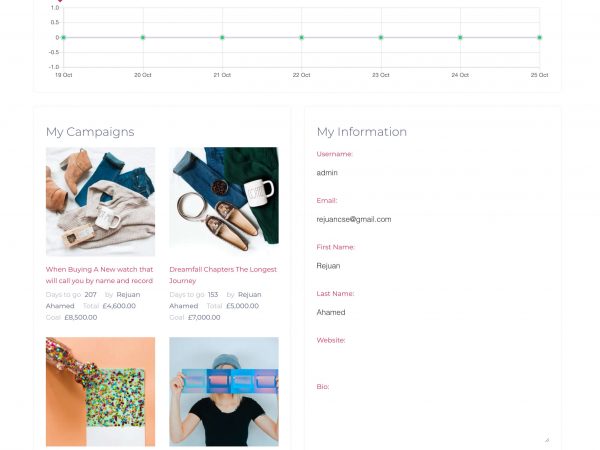 1.0
0.5
0
-0.5
-1.0
19 Oct 20 Oct 21 Oct 22 Oct 23 Oct 24 Oct 25 Oct
My Campaigns
When Buying A New watch that
will call you by name and record
Days to go 207 by Rejuan
Ahamed Total £4,600.00
Goal £8,500.00
Dreamfall Chapters The Longest
Journey
Days to go 153 by Rejuan
Ahamed Total £5,000.00
Goal £7,000.00
My Information
Username:
admin
Email:
rejuancse@gmail.com
First Name:
Rejuan
Last Name:
Ahamed
Website:
Bio: